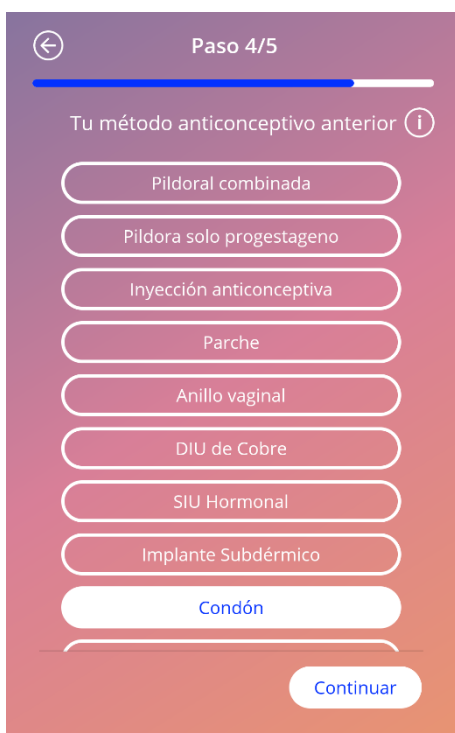 Paso 4/5
Tu método anticonceptivo anterior i
Pildoral combinada
Pildora solo progestageno
Inyección anticonceptiva
Parche
Anillo vaginal
DIU de Cobre
SIU Hormonal
Implante Subdérmico
Condón
Continuar